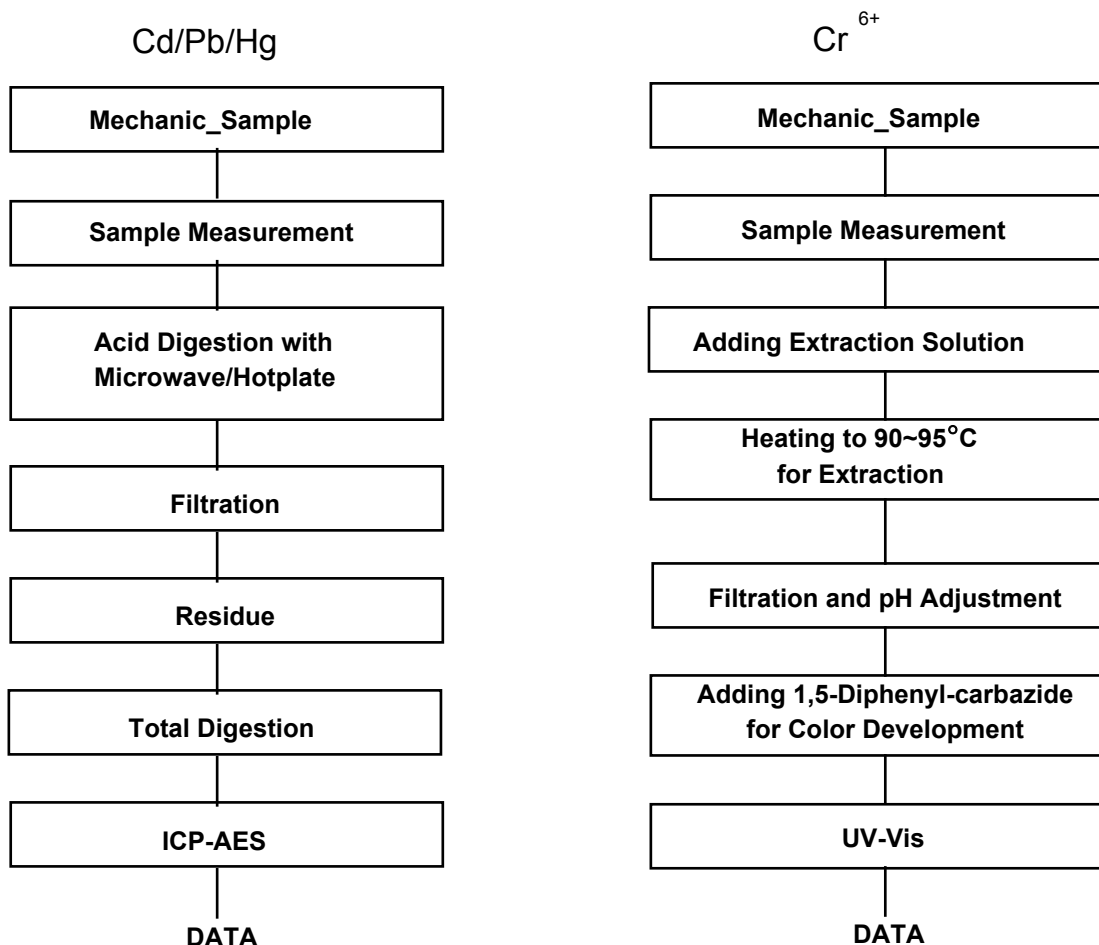 Cd/Pb/Hg
Mechanic_Sample
Sample Measurement
Acid Digestion with
Microwave/Hotplate
Filtration
Residue
Total Digestion
ICP-AES
DATA
Cr 6+
Mechanic_Sample
Sample Measurement
Adding Extraction Solution
Heating to 90~95°C
for Extraction
Filtration and pH Adjustment
Adding 1,5-Diphenyl-carbazide
for Color Development
UV-Vis
DATA